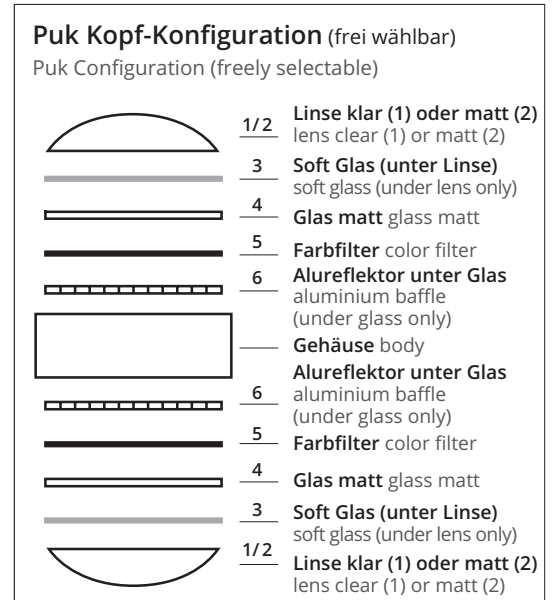 Puk Kopf-Konfiguration (frei wählbar)
Puk Configuration (freely selectable)
1/2 Linse klar (1) oder matt (2)
lens clear (1) or matt (2)
3 Soft Glas (unter Linse)
soft glass (under lens only)
4 Glas matt glass matt
5 Farbfilter color filter
6 Alureflektor unter Glas
aluminium baffle
(under glass only)
Gehäuse body
Alureflektor unter Glas
6 aluminium baffle
(under glass only)
5 Farbfilter color filter
4 Glas matt glass matt
3 Soft Glas (unter Linse)
soft glass (under lens only)
1/2 Linse klar (1) oder matt (2)
lens clear (1) or matt (2)